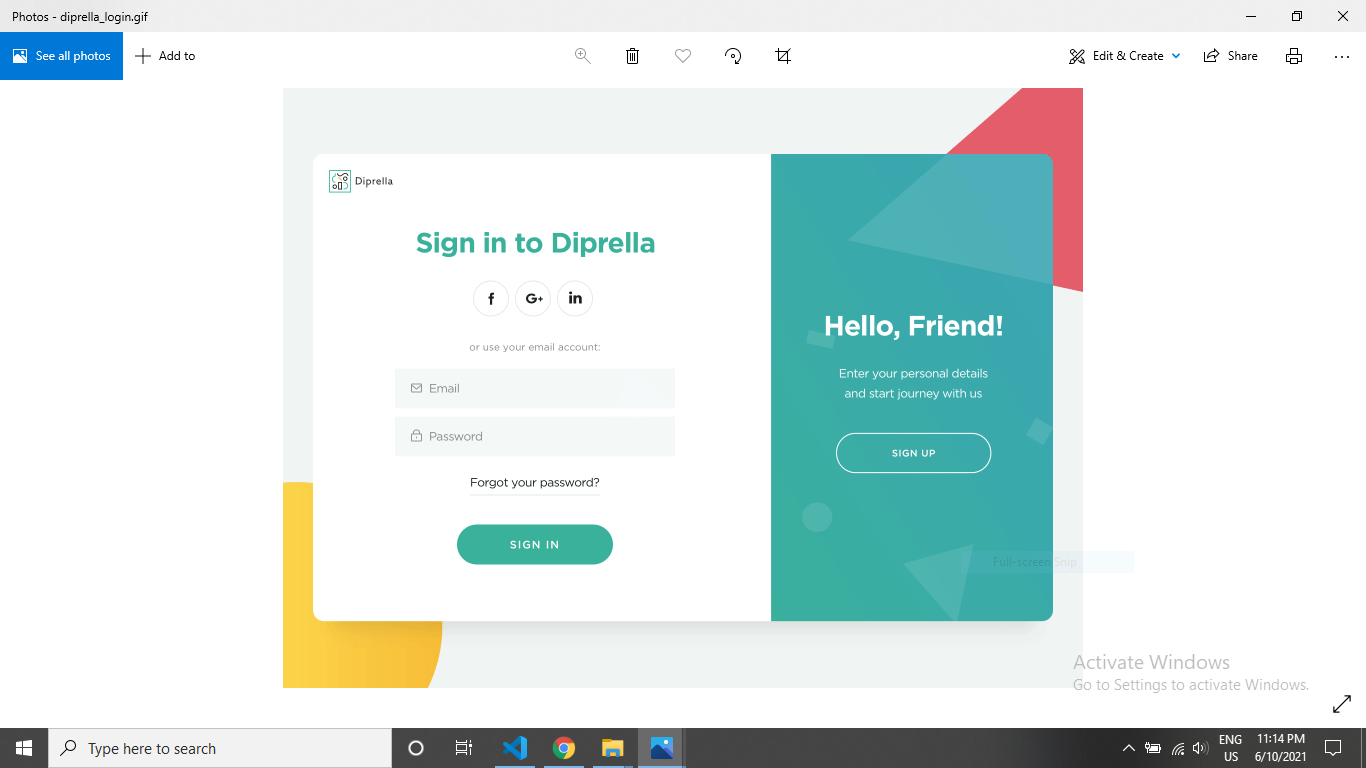 Photos - diprella_login.gif
See all photos
Add to
Edit & Create
Share
Diprella
Sign in to Diprella
f
G+
in
or use your email account:
Email
Password
Forgot your password?
SIGN IN
Hello, Friend!
Enter your personal details
and start journey with us
SIGN UP
Full-screen Snip
Activate Windows
Go to Settings to activate Windows.
Type here to search
ENG
US
11:14 PM
6/10/2021